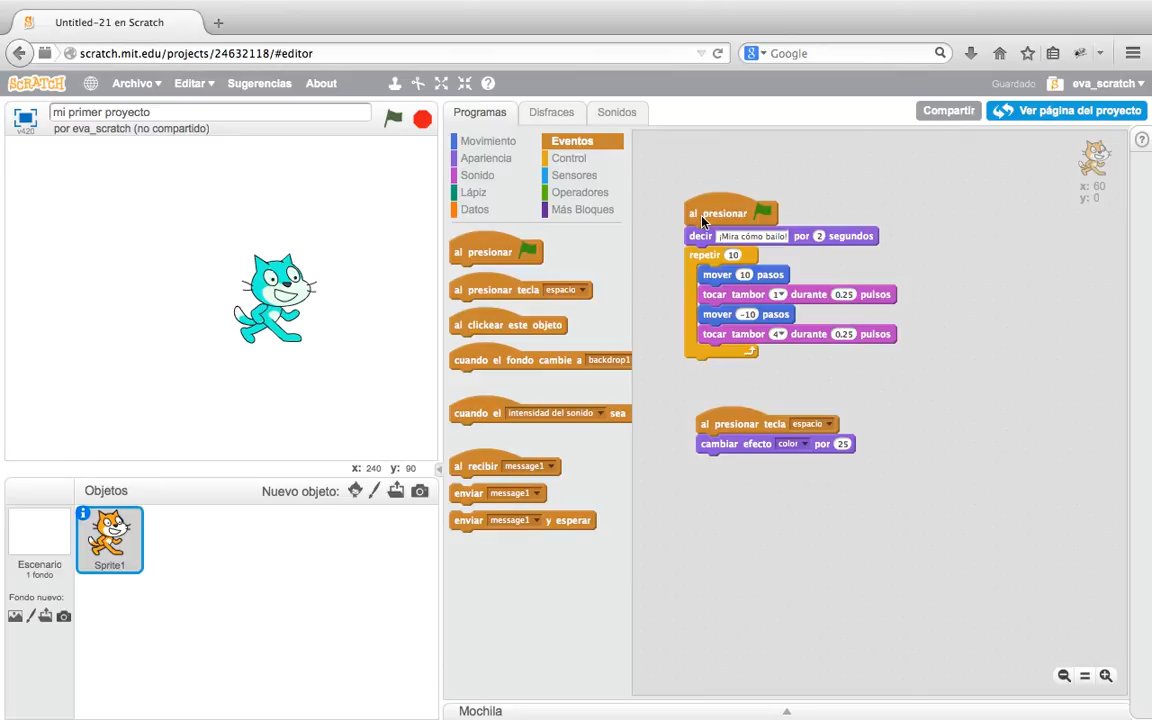 Untitled-21 en Scratch
scratch.mit.edu/projects/24632118/#editor
Google
SCRATCH
Archivo
Editar
Sugerencias
About
Guardado
eva_scratch
v420
mi primer proyecto
por eva_scratch (no compartido)
Programas
Disfraces
Sonidos
Compartir
Ver página del proyecto
Movimiento
Apariencia
Sonido
Lápiz
Datos
Eventos
Control
Sensores
Operadores
Más Bloques
al presionar
al presionar tecla espacio
al clickear este objeto
cuando el fondo cambie a backdrop1
cuando el intensidad del sonido sea
al recibir message1
enviar message1
enviar message1 y esperar
al presionar
decir ¡Mira cómo bailo! por 2 segundos
repetir 10
mover 10 pasos
tocar tambor 1 durante 0.25 pulsos
mover -10 pasos
tocar tambor 4 durante 0.25 pulsos
al presionar tecla espacio
cambiar efecto color por 25
x: 60
y: 0
x: 240 y: 90
Objetos
Nuevo objeto:
Escenario
1 fondo
Fondo nuevo:
Sprite1
Mochila